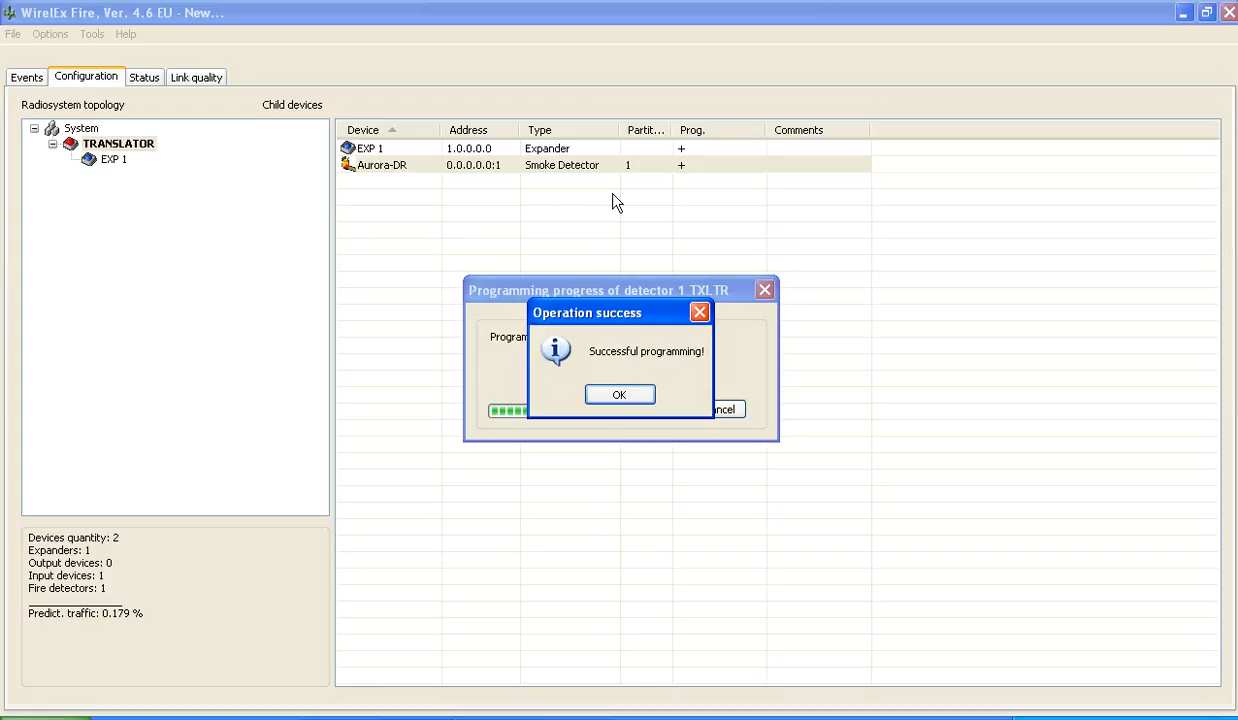 WirelEx Fire, Ver. 4.6 EU - New...
File Options Tools Help
Events Configuration Status Link quality
Radiosystem topology Child devices
System
TRANSLATOR
EXP 1
Device Address Type Partit... Prog. Comments
EXP 1 1.0.0.0.0 Expander +
Aurora-DR 0.0.0.0.0:1 Smoke Detector 1 +
Programming progress of detector 1 TXLTR
Operation success
Program
Successful programming!
OK
ncel
Devices quantity: 2
Expanders: 1
Output devices: 0
Input devices: 1
Fire detectors: 1
Predict. traffic: 0.179 %